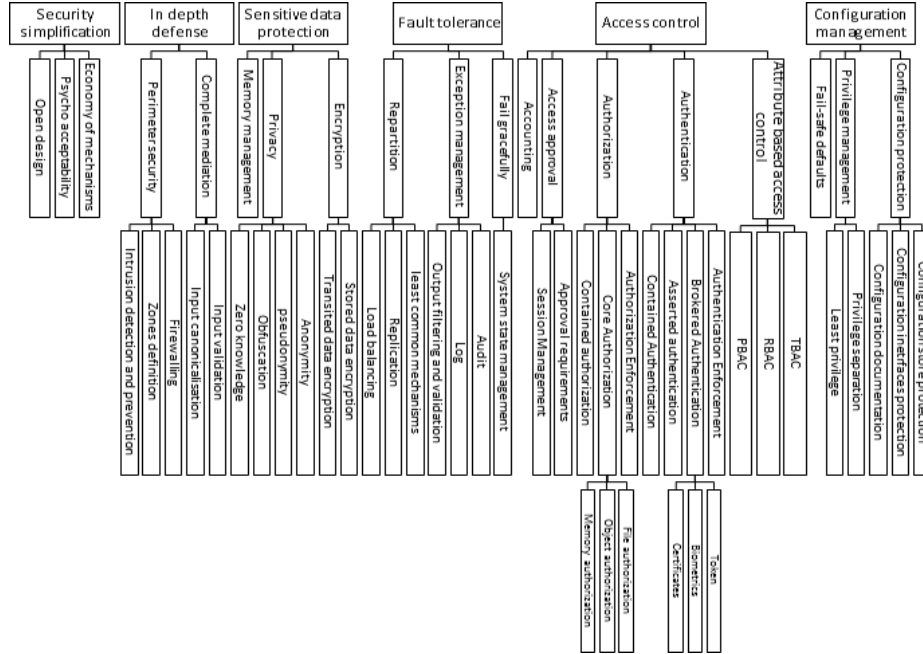 Security
simplification
In depth
defense
Sensitive data
protection
Fault tolerance
Access control
Configuration
management
Open design
Psycho acceptability
Economy of mechanisms
Perimeter security
Complete mediation
Memory management
Privacy
Encryption
Repartition
Exception management
Fail gracefully
Accounting
Access approval
Authorization
Authentication
Attribute based access
control
Fail-safe defaults
Privilege management
Configuration protection
Intrusion detection and prevention
Zones definition
Firewalling
Input canonicalisation
Input validation
Zero knowledge
Obfuscation
pseudonymity
Anonymity
Transited data encryption
Stored data encryption
Load balancing
Replication
least common mechanisms
Output filtering and validation
Log
Audit
System state management
Session Management
Approval requirements
Contained authorization
Core Authorization
Authorization Enforcement
Contained Authentication
Asserted authentication
Brokered Authentication
Authentication Enforcement
PBAC
RBAC
TBAC
Least privilege
Privilege separation
Configuration documentation
Configuration inetrfaces protection
Memory authorization
Object authorization
File authorization
Certificates
Biometrics
Token